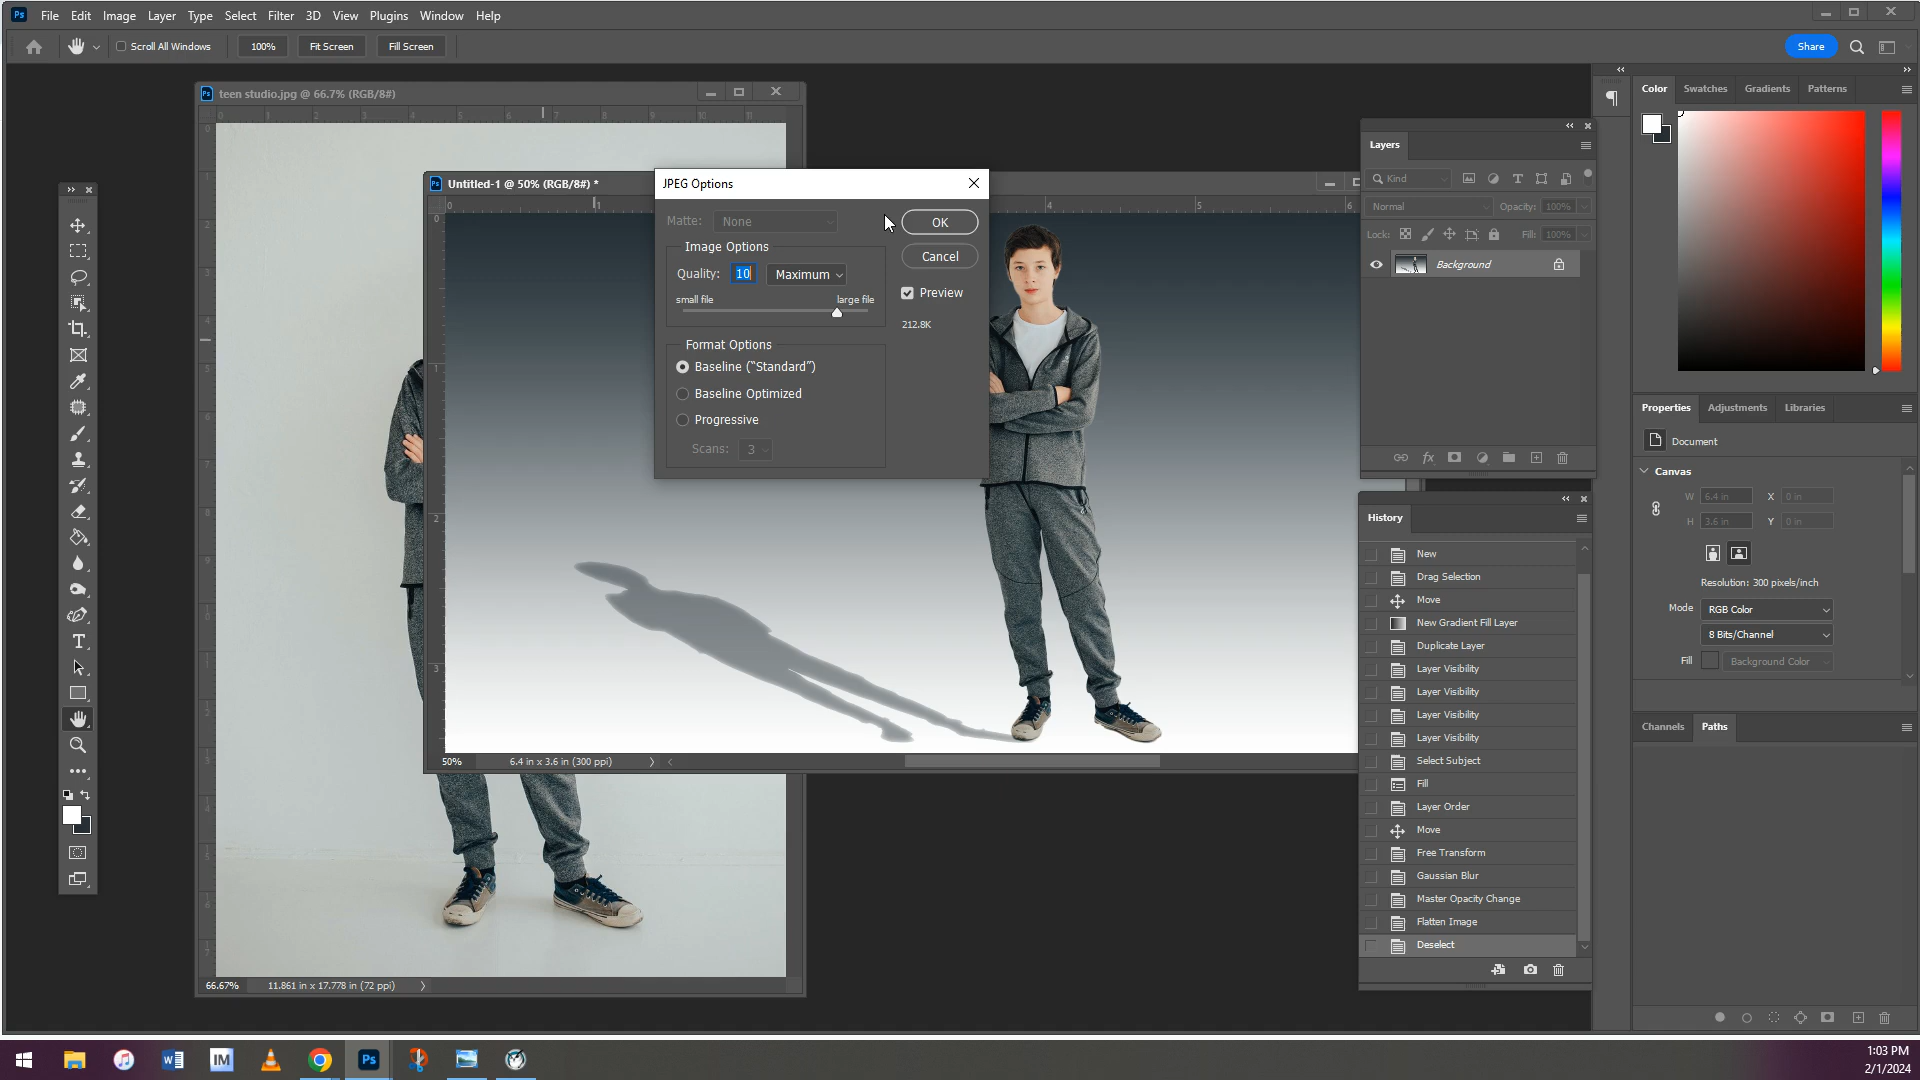 Ps File Edit Image Layer Type Select Filter 3D View Plugins Window Help
Scroll All Windows 100% Fit Screen Fill Screen Share
teen studio.jpg @ 66.7% (RGB/8#)
Untitled-1 @ 50% (RGB/8#) *
JPEG Options
Matte: None
OK
Image Options
Cancel
Quality: 10 Maximum
Preview
small file large file
212.8K
Format Options
Baseline (“Standard”)
Baseline Optimized
Progressive
Scans: 3
50% 6.4 in x 3.6 in (300 ppi)
66.67% 11.861 in x 17.778 in (72 ppi)
Layers
Kind
Normal Opacity: 100%
Lock: Fill: 100%
Background
History
New
Drag Selection
Move
New Gradient Fill Layer
Duplicate Layer
Layer Visibility
Layer Visibility
Layer Visibility
Layer Visibility
Select Subject
Fill
Layer Order
Move
Free Transform
Gaussian Blur
Master Opacity Change
Flatten Image
Deselect
Color Swatches Gradients Patterns
Properties Adjustments Libraries
Document
Canvas
W 6.4 in X 0 in
H 3.6 in Y 0 in
Resolution: 300 pixels/inch
Mode RGB Color
8 Bits/Channel
Fill Background Color
Channels Paths
1:03 PM
2/1/2024